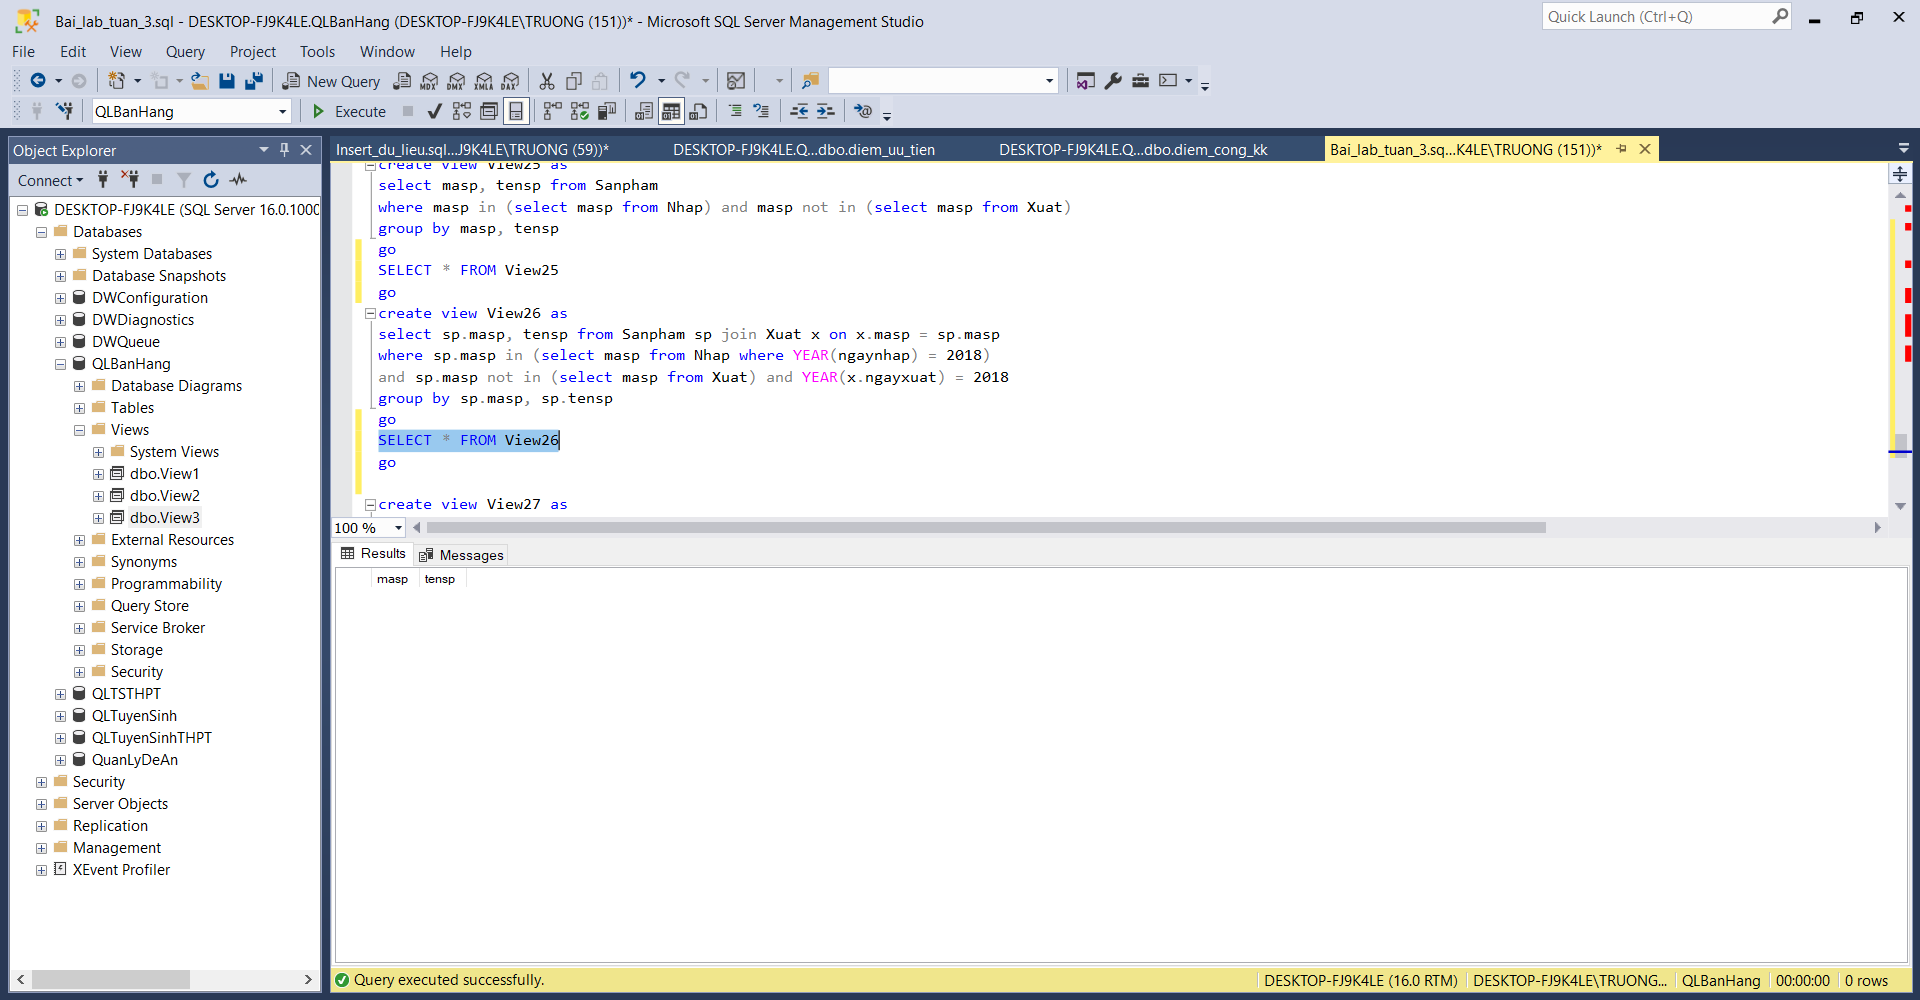 Bai_lab_tuan_3.sql - DESKTOP-FJ9K4LE.QLBanHang (DESKTOP-FJ9K4LE\TRUONG (151))* - Microsoft SQL Server Management Studio
Quick Launch (Ctrl+Q)
File Edit View Query Project Tools Window Help
New Query
MDX DMX XMLA DAX
QLBanHang
Execute
Object Explorer
Insert_du_lieu.sql...J9K4LE\TRUONG (59))*
DESKTOP-FJ9K4LE.Q...dbo.diem_uu_tien
DESKTOP-FJ9K4LE.Q...dbo.diem_cong_kk
Bai_lab_tuan_3.sq...K4LE\TRUONG (151))*
Connect
DESKTOP-FJ9K4LE (SQL Server 16.0.1000
Databases
System Databases
Database Snapshots
DWConfiguration
DWDiagnostics
DWQueue
QLBanHang
Database Diagrams
Tables
Views
System Views
dbo.View1
dbo.View2
dbo.View3
External Resources
Synonyms
Programmability
Query Store
Service Broker
Storage
Security
QLTSTHPT
QLTuyenSinh
QLTuyenSinhTHPT
QuanLyDeAn
Security
Server Objects
Replication
Management
XEvent Profiler
create view View25 as
select masp, tensp from Sanpham
where masp in (select masp from Nhap) and masp not in (select masp from Xuat)
group by masp, tensp
go
SELECT * FROM View25
go
create view View26 as
select sp.masp, tensp from Sanpham sp join Xuat x on x.masp = sp.masp
where sp.masp in (select masp from Nhap where YEAR(ngaynhap) = 2018)
and sp.masp not in (select masp from Xuat) and YEAR(x.ngayxuat) = 2018
group by sp.masp, sp.tensp
go
SELECT * FROM View26
go
create view View27 as
100 %
Results Messages
masp tensp
Query executed successfully.
DESKTOP-FJ9K4LE (16.0 RTM) DESKTOP-FJ9K4LE\TRUONG... QLBanHang 00:00:00 0 rows